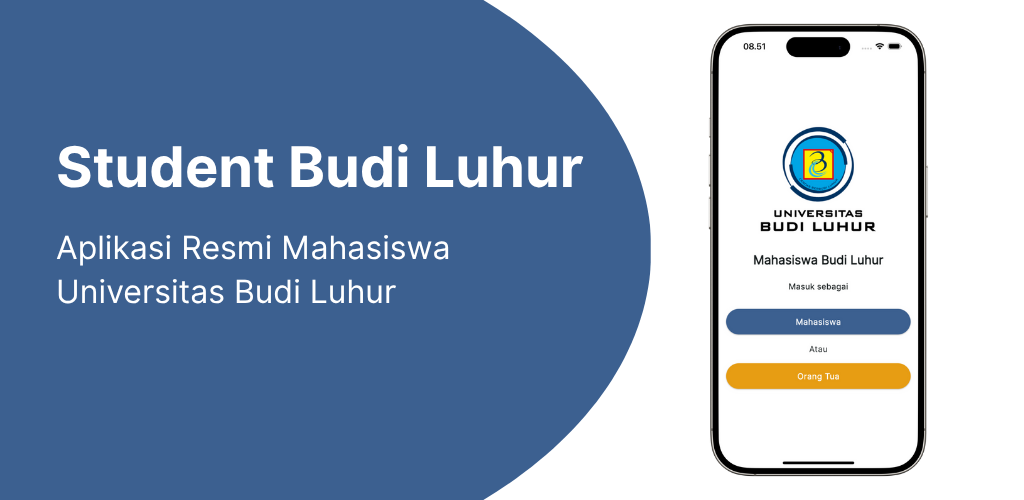 Student Budi Luhur
Aplikasi Resmi Mahasiswa
Universitas Budi Luhur
08.51
UNIVERSITAS
BUDI LUHUR
Mahasiswa Budi Luhur
Masuk sebagai
Mahasiswa
Atau
Orang Tua